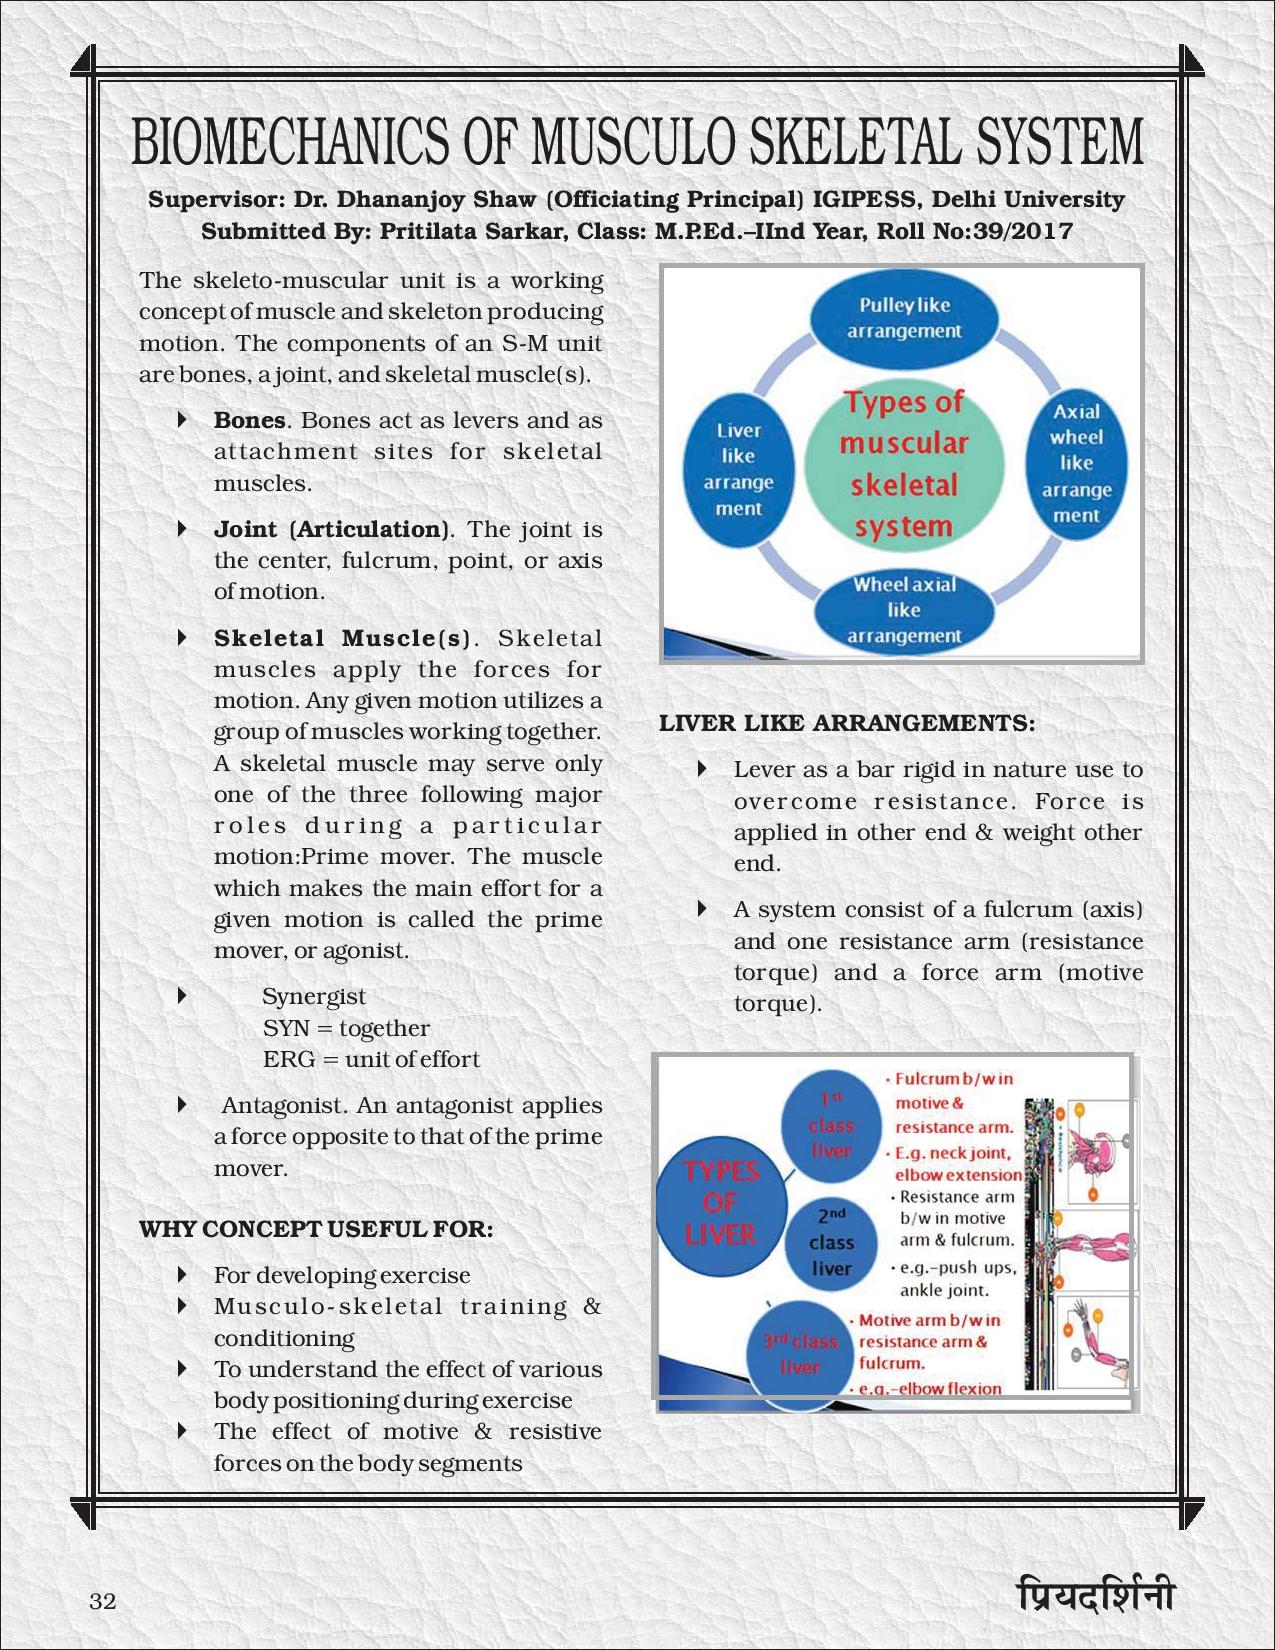 BIOMECHANICS OF MUSCULO SKELETAL SYSTEM
Supervisor: Dr. Dhananjoy Shaw (Officiating Principal) IGIPESS, Delhi University
Submitted By: Pritilata Sarkar, Class: M.P.Ed.–IInd Year, Roll No:39/2017
The skeleto-muscular unit is a working
concept of muscle and skeleton producing
motion. The components of an S-M unit
are bones, a joint, and skeletal muscle(s).
Bones. Bones act as levers and as
attachment sites for skeletal
muscles.
Joint (Articulation). The joint is
the center, fulcrum, point, or axis
of motion.
Skeletal Muscle(s). Skeletal
muscles apply the forces for
motion. Any given motion utilizes a
group of muscles working together.
A skeletal muscle may serve only
one of the three following major
roles during a particular
motion:Prime mover. The muscle
which makes the main effort for a
given motion is called the prime
mover, or agonist.
Synergist
SYN = together
ERG = unit of effort
Antagonist. An antagonist applies
a force opposite to that of the prime
mover.
WHY CONCEPT USEFUL FOR:
For developing exercise
Musculo-skeletal training &
conditioning
To understand the effect of various
body positioning during exercise
The effect of motive & resistive
forces on the body segments
Pulley like
arrangement
Types of
muscular
skeletal
system
Liver
like
arrange
ment
Axial
wheel
like
arrange
ment
Wheel axial
like
arrangement
LIVER LIKE ARRANGEMENTS:
Lever as a bar rigid in nature use to
overcome resistance. Force is
applied in other end & weight other
end.
A system consist of a fulcrum (axis)
and one resistance arm (resistance
torque) and a force arm (motive
torque).
TYPES
OF
LIVER
1st
class
liver
• Fulcrum b/w in
motive &
resistance arm.
• E.g. neck joint,
elbow extension
2nd
class
liver
• Resistance arm
b/w in motive
arm & fulcrum.
• e.g.-push ups,
ankle joint.
3rd class
liver
• Motive arm b/w in
resistance arm &
fulcrum.
• e.g.-elbow flexion
32
प्रियदर्शिनी